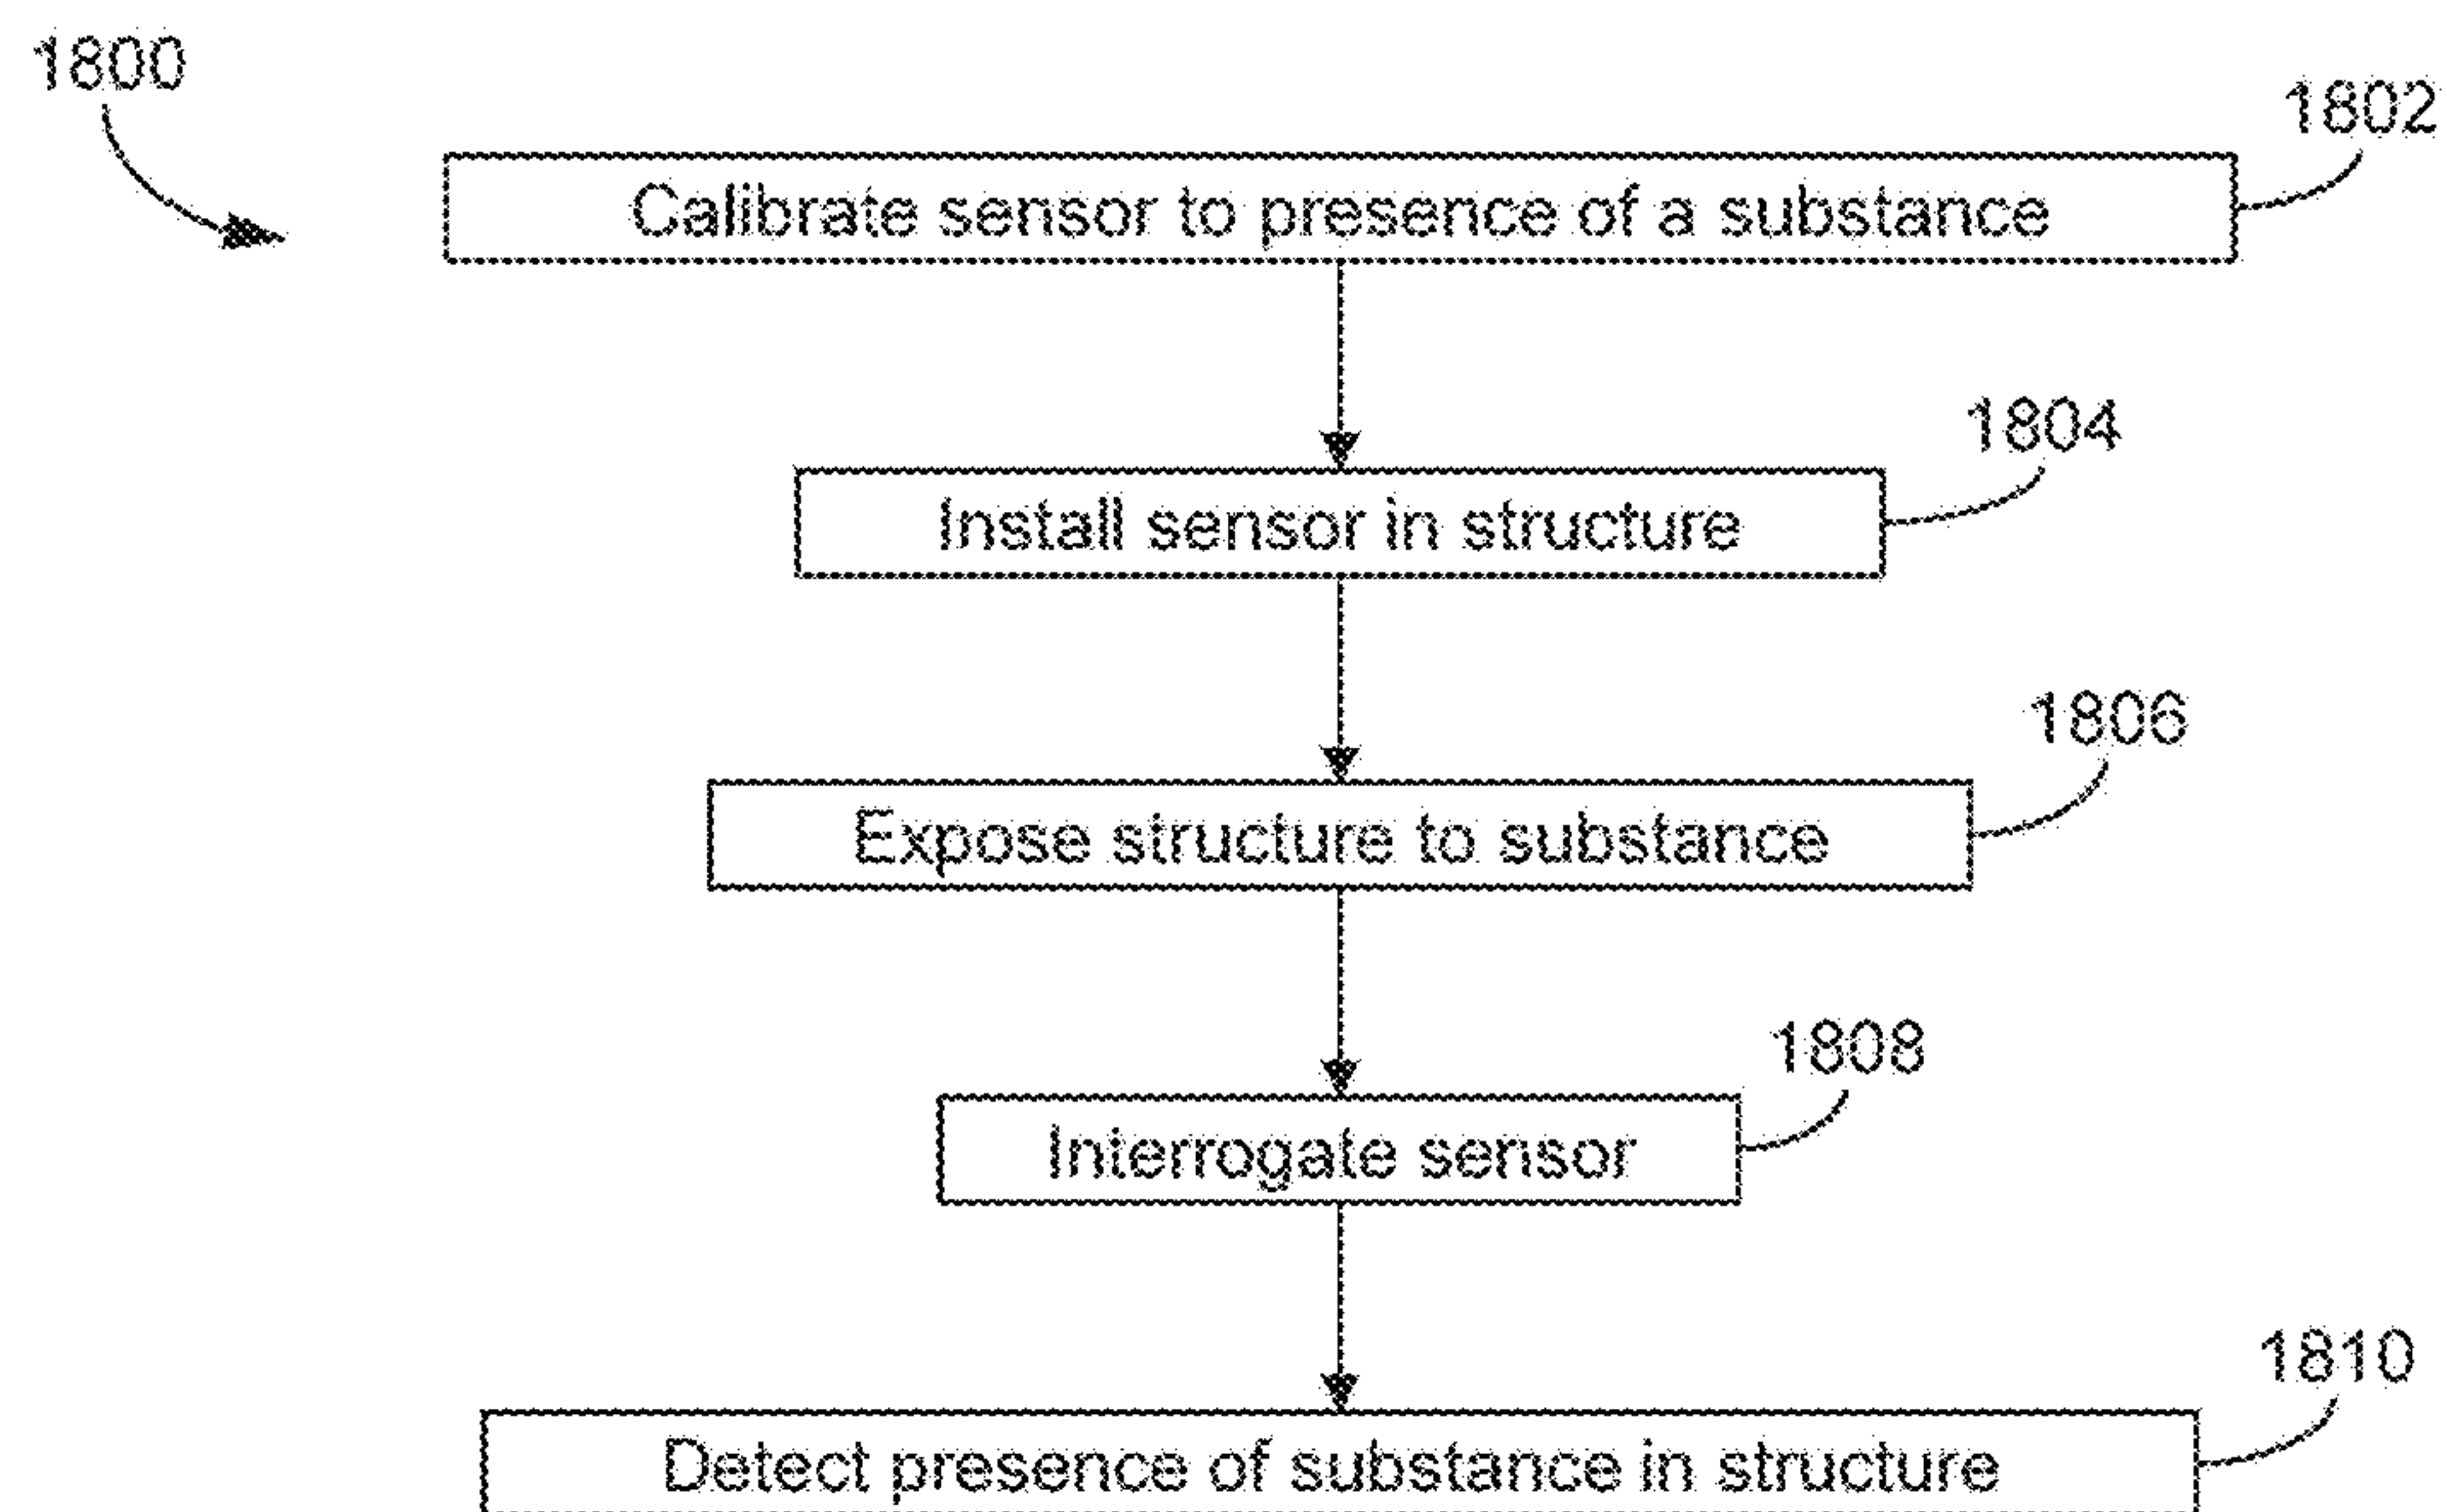 1800
1802
Calibrate sensor to presence of a substance
1804
Install sensor in structure
1806
Expose structure to substance
1808
Interrogate sensor
1810
Detect presence of substance in structure